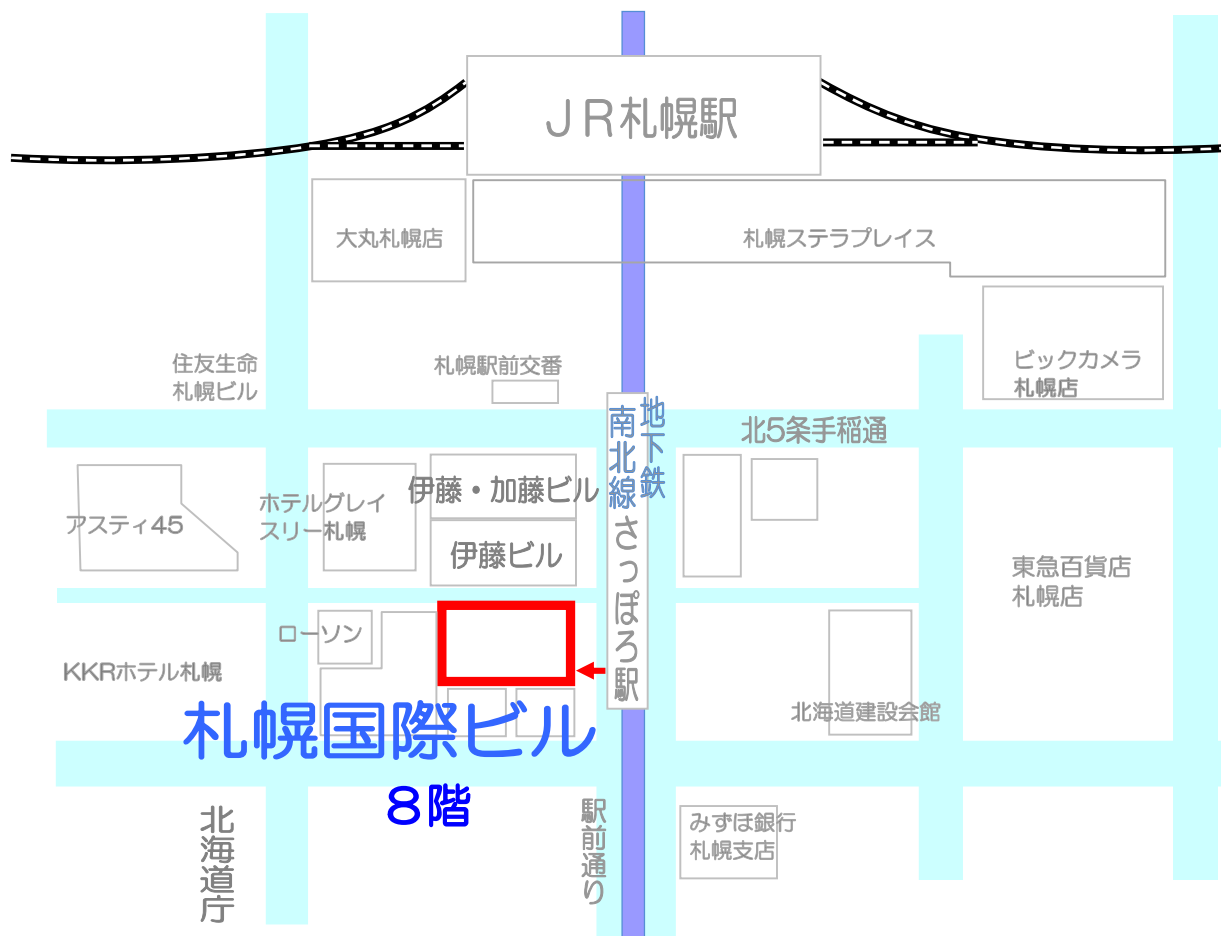 ＪＲ札幌駅
大丸札幌店
札幌ステラプレイス
住友生命
札幌ビル
札幌駅前交番
ビックカメラ
札幌店
北5条手稲通
地下鉄
南北線
さっぽろ駅
アスティ45
ホテルグレイ
スリー札幌
伊藤・加藤ビル
伊藤ビル
東急百貨店
札幌店
ローソン
KKRホテル札幌
札幌国際ビル
８階
北海道建設会館
北海道庁
駅前通り
みずほ銀行
札幌支店